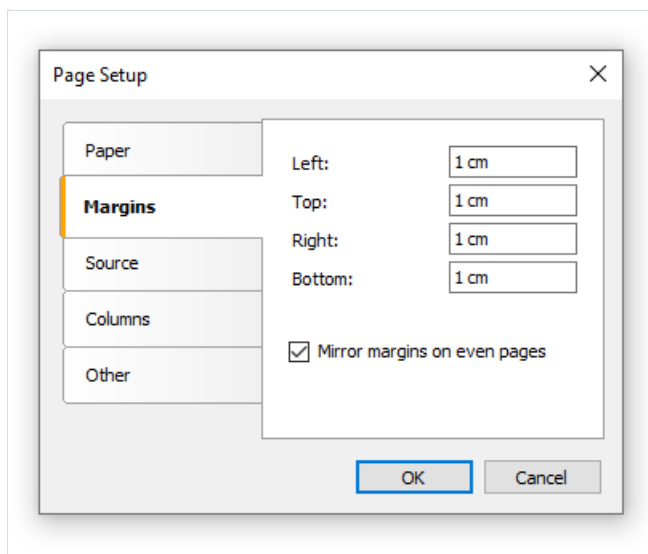 Page Setup
Paper
Margins
Source
Columns
Other
Left: 1 cm
Top: 1 cm
Right: 1 cm
Bottom: 1 cm
Mirror margins on even pages
OK Cancel